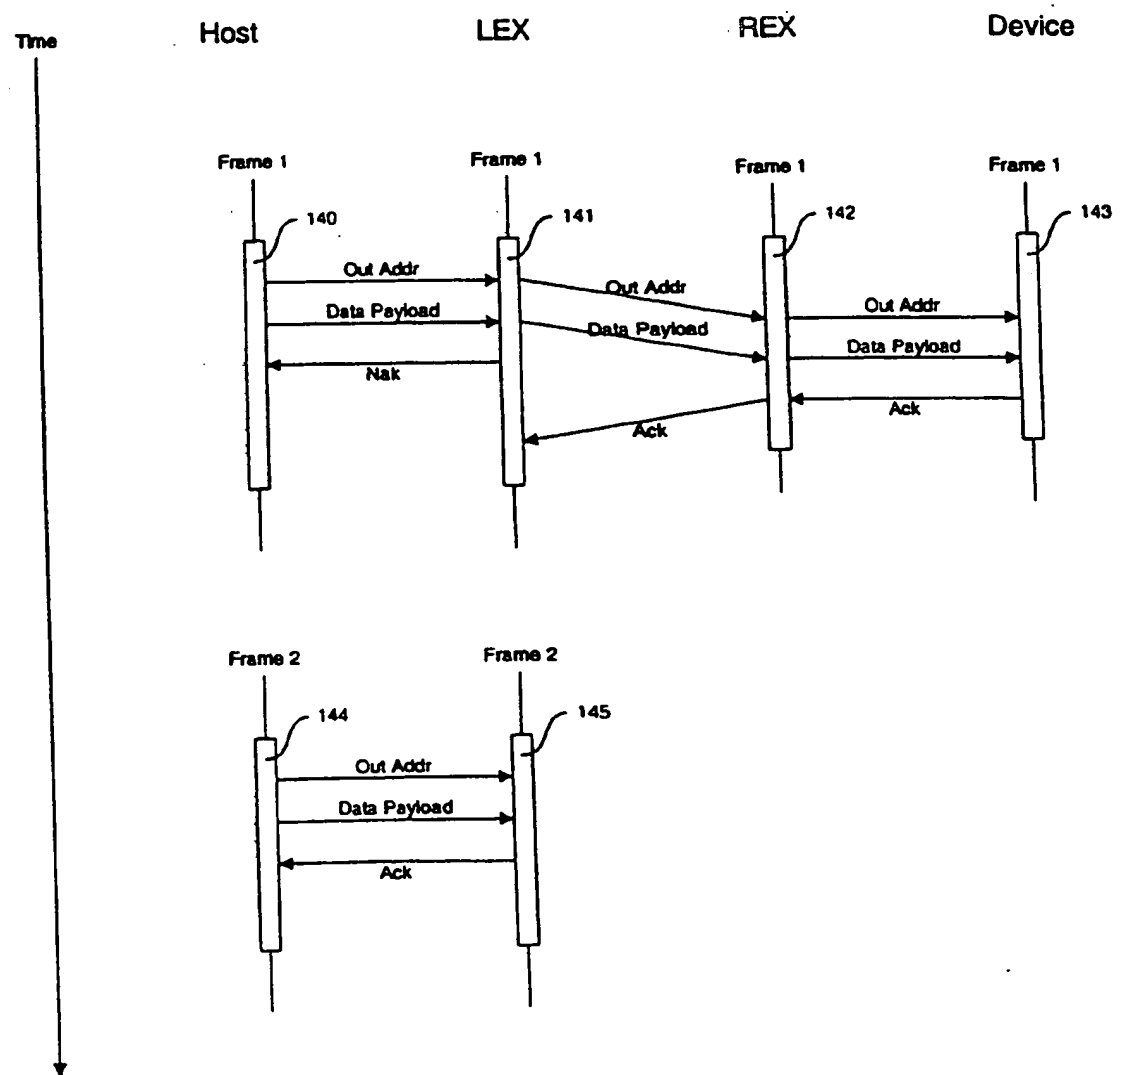 Time
Host LEX REX Device
Frame 1 Frame 1 Frame 1 Frame 1
140 141 142 143
Out Addr Out Addr Out Addr
Data Payload Data Payload Data Payload
Nak Ack Ack
Frame 2 Frame 2
144 145
Out Addr
Data Payload
Ack